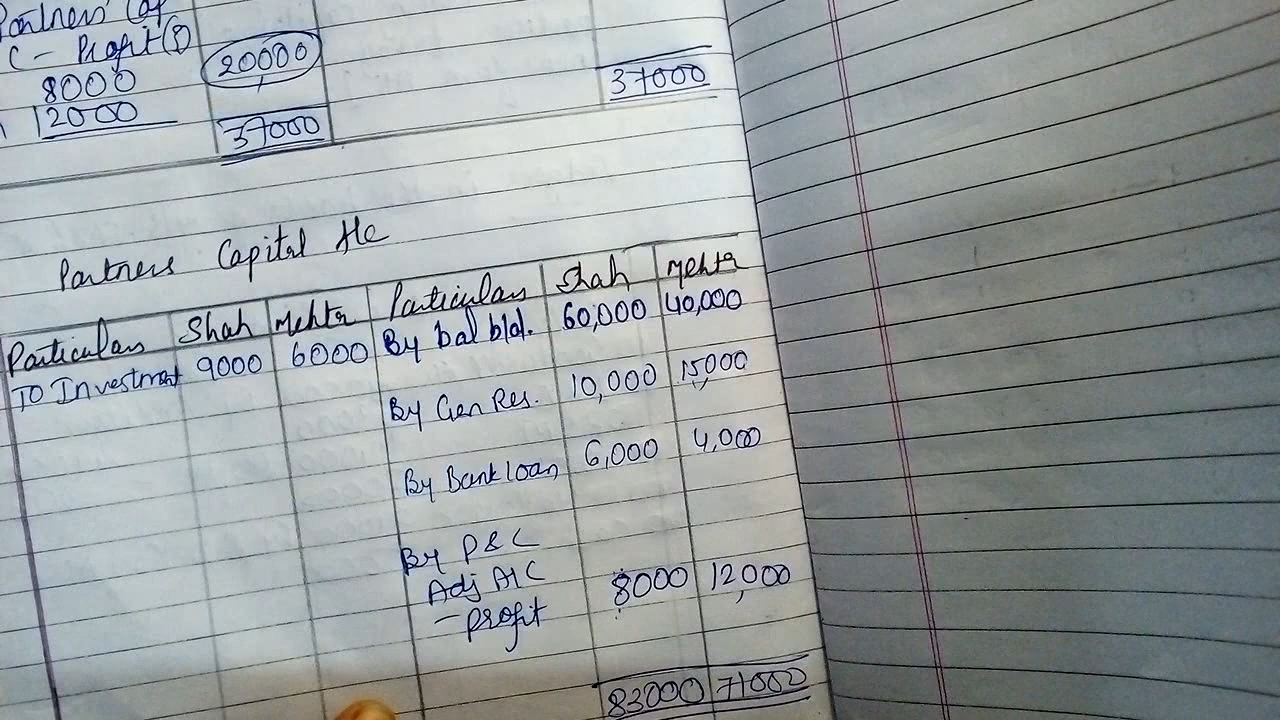 Partners' Cap
C - Profit (8)
8000 20000
12000
37000
37000
Partners Capital A/c
Particulars Shah Mehta Particulars Shah Mehta
TO Investment 9000 6000 By bal b/d. 60,000 40,000
By Gen Res. 10,000 15,000
By Bank loan 6,000 4,000
By P & L
Adj A/C
- profit 8000 12,000
83000 71000